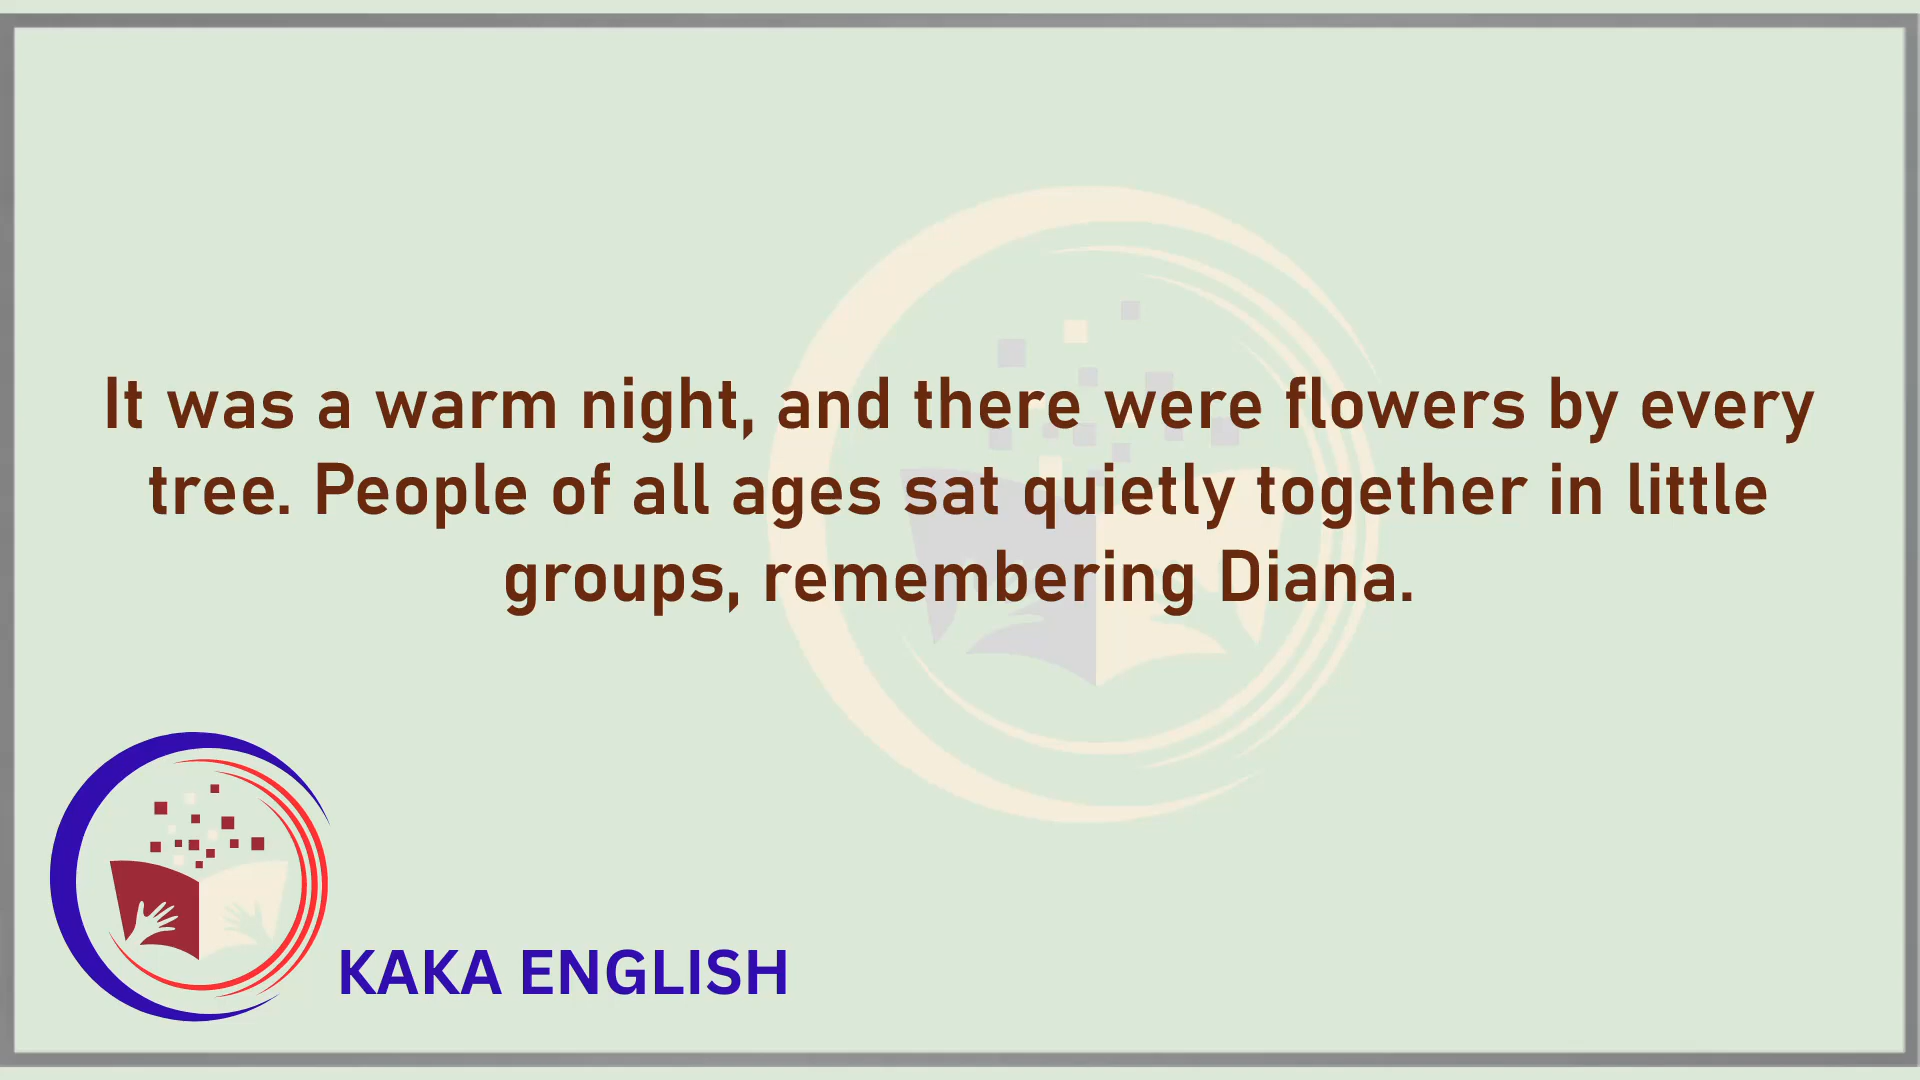 It was a warm night, and there were flowers by every
tree. People of all ages sat quietly together in little
groups, remembering Diana.
KAKA ENGLISH